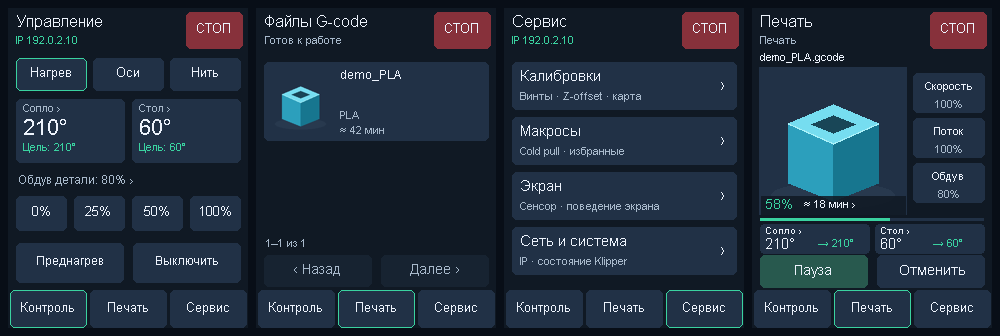 Управление
IP 192.0.2.10
СТОП
Нагрев
Оси
Нить
Сопло ›
210°
Цель: 210°
Стол ›
60°
Цель: 60°
Обдув детали: 80% ›
0%
25%
50%
100%
Преднагрев
Выключить
Контроль
Печать
Сервис
Файлы G-code
Готов к работе
СТОП
demo_PLA
PLA
≈ 42 мин
1–1 из 1
‹ Назад
Далее ›
Контроль
Печать
Сервис
Сервис
IP 192.0.2.10
СТОП
Калибровки
Винты · Z-offset · карта
›
Макросы
Cold pull · избранные
›
Экран
Сенсор · поведение экрана
›
Сеть и система
IP · состояние Klipper
›
Контроль
Печать
Сервис
Печать
Печать
СТОП
demo_PLA.gcode
Скорость
100%
Поток
100%
Обдув
80%
58% ≈ 18 мин ›
Сопло ›
210° → 210°
Стол ›
60° → 60°
Пауза
Отменить
Контроль
Печать
Сервис